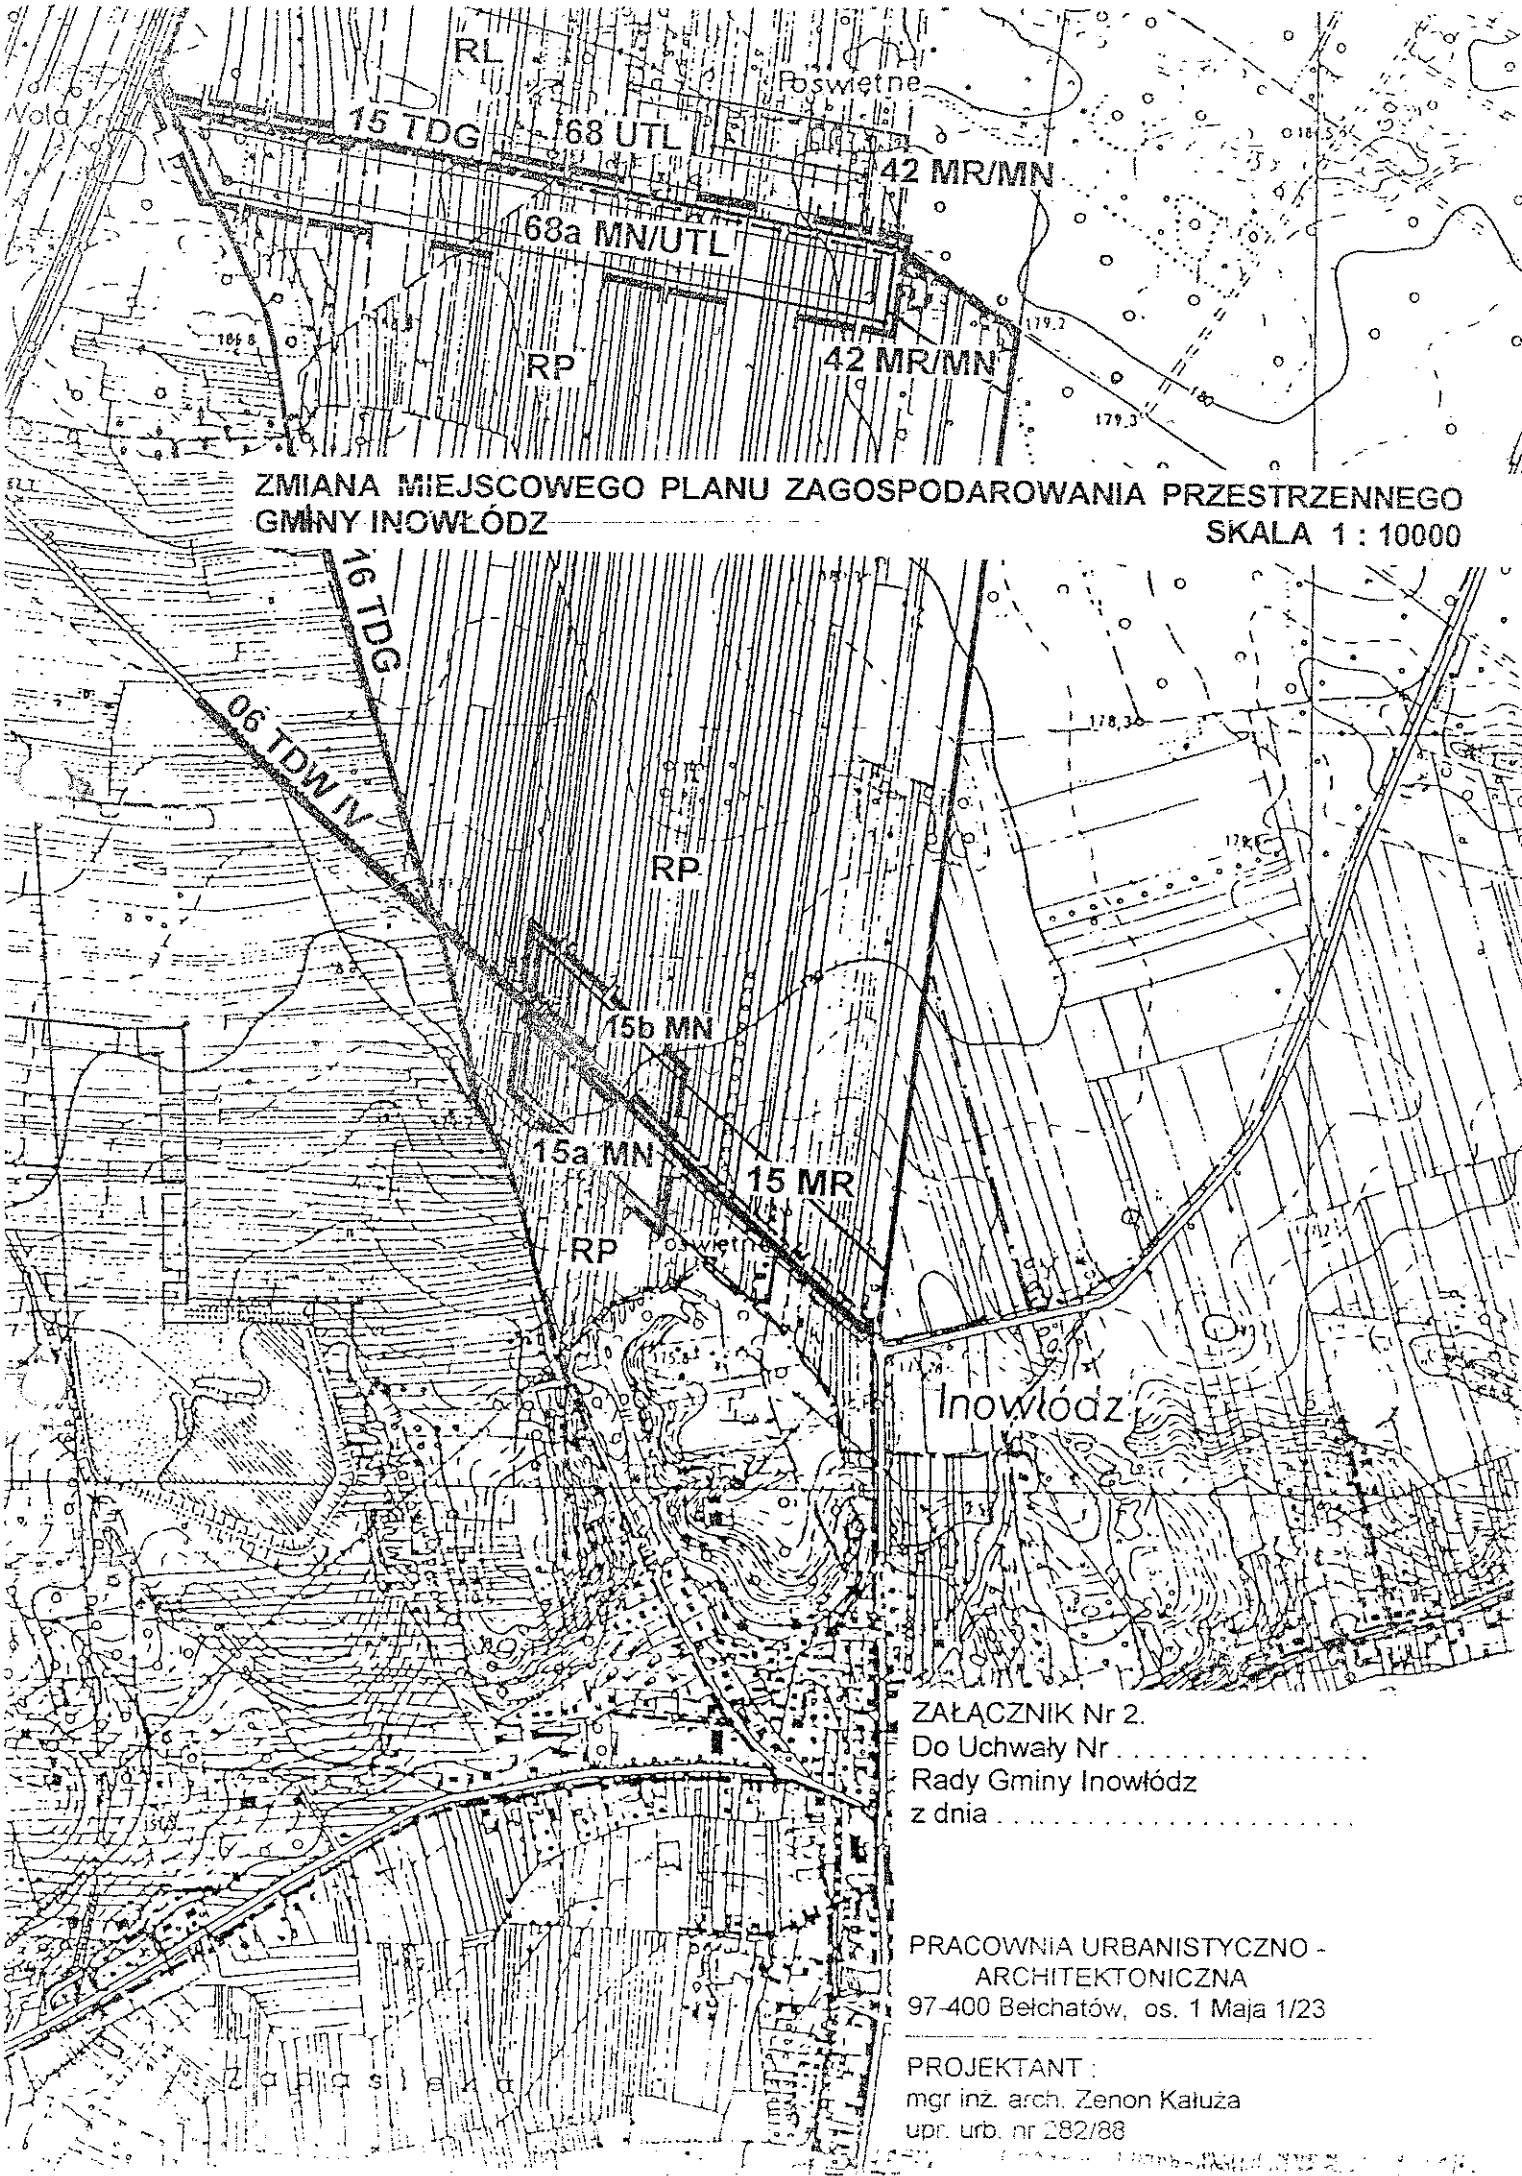 RL
Poświętne
Wola
15 TDG
68 UTL
42 MR/MN
68a MN/UTL
179,2
RP
42 MR/MN
180
179,3
ZMIANA MIEJSCOWEGO PLANU ZAGOSPODAROWANIA PRZESTRZENNEGO
GMINY INOWŁÓDZ
SKALA 1 : 10000
16 TDG
06 TDW IV
178,3
RP
15b MN
15a MN
15 MR
RP
175,8
Inowłódz
ZAŁĄCZNIK Nr 2.
Do Uchwały Nr . . . . . . . . . . . . . . . .
Rady Gminy Inowłódz
z dnia . . . . . . . . . . . . . . . . . . . . . .
PRACOWNIA URBANISTYCZNO -
ARCHITEKTONICZNA
97-400 Bełchatów, os. 1 Maja 1/23
PROJEKTANT :
mgr inż. arch. Zenon Kałuża
upr. urb. nr 282/88